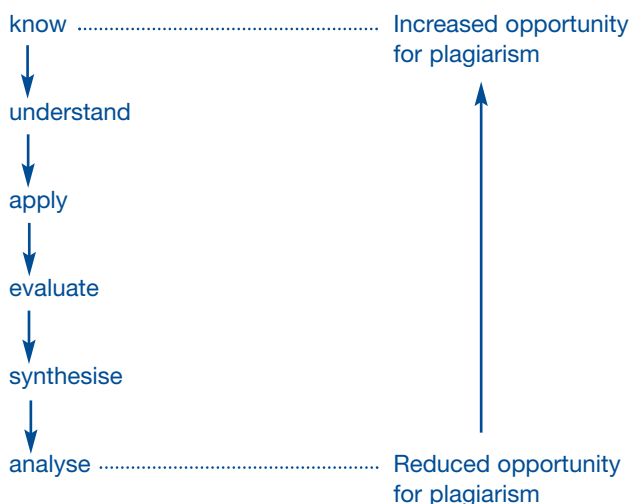 know
Increased opportunity
for plagiarism
understand
apply
evaluate
synthesise
analyse
Reduced opportunity
for plagiarism